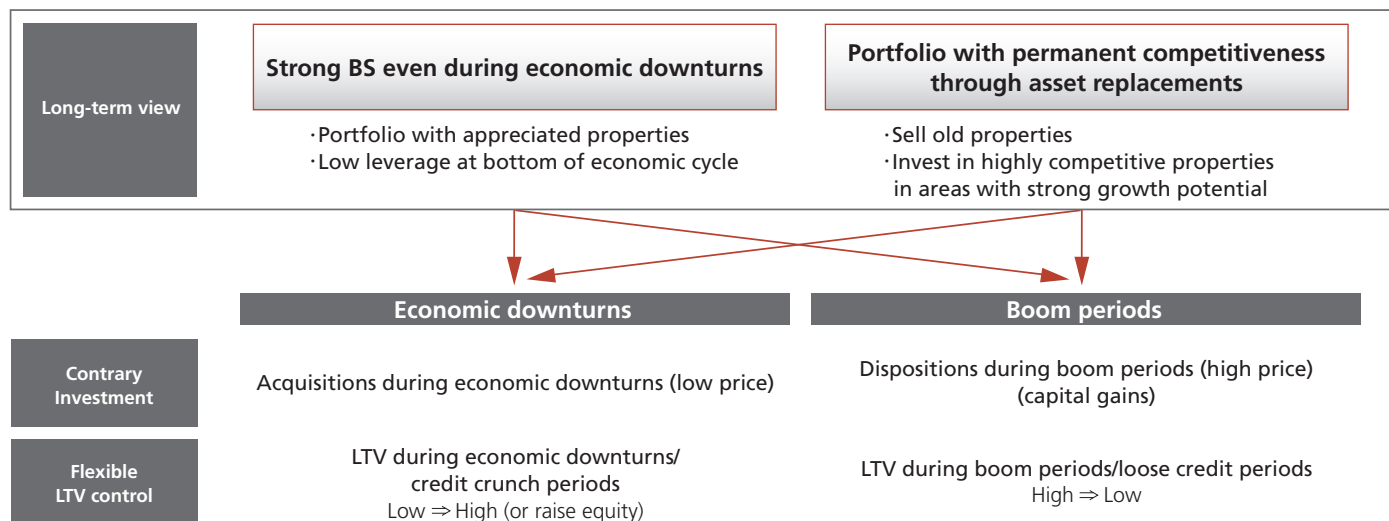 Long-term view
Strong BS even during economic downturns
·Portfolio with appreciated properties
·Low leverage at bottom of economic cycle
Portfolio with permanent competitiveness
through asset replacements
·Sell old properties
·Invest in highly competitive properties
in areas with strong growth potential
Economic downturns
Boom periods
Contrary
Investment
Acquisitions during economic downturns (low price)
Dispositions during boom periods (high price)
(capital gains)
Flexible
LTV control
LTV during economic downturns/
credit crunch periods
Low ⇒ High (or raise equity)
LTV during boom periods/loose credit periods
High ⇒ Low